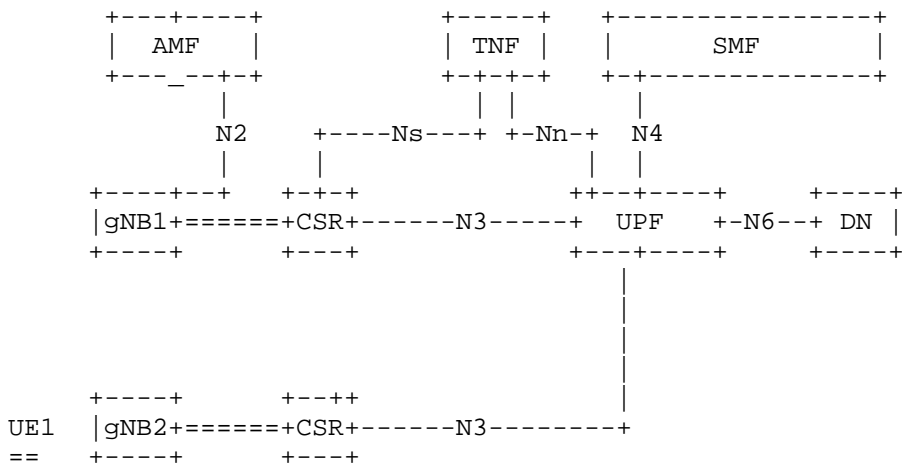 AMF TNF SMF
N2 Ns Nn N4
gNB1 CSR N3 UPF N6 DN
UE1 gNB2 CSR N3